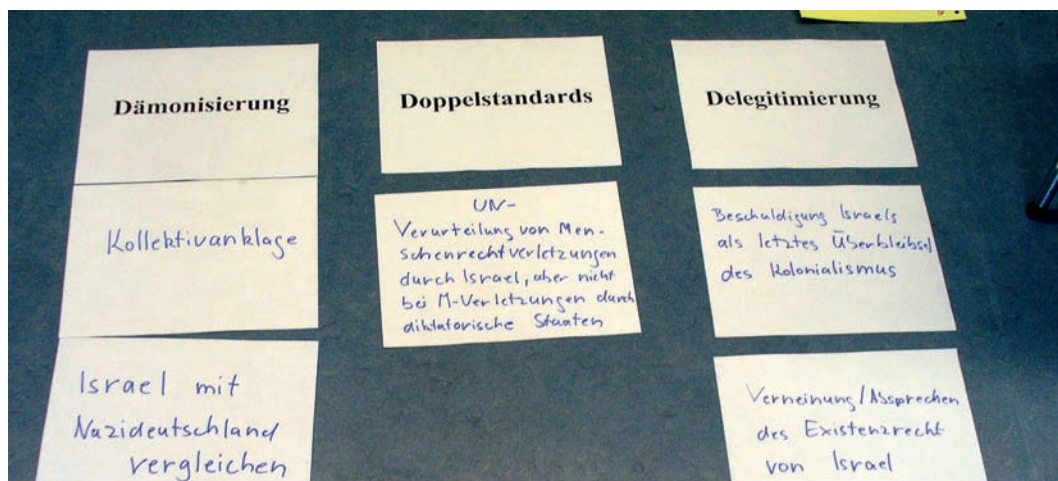 Dämonisierung
Kollektivanklage
Israel mit
Nazideutschland
vergleichen
Doppelstandards
UN-
Verurteilung von Men-
schenrechtverletzungen
durch Israel, aber nicht
bei M-Verletzungen durch
diktatorische Staaten
Delegitimierung
Beschuldigung Israels
als letztes Überbleibsel
des Kolonialismus
Verneinung/Absprechen
des Existenzrecht
von Israel